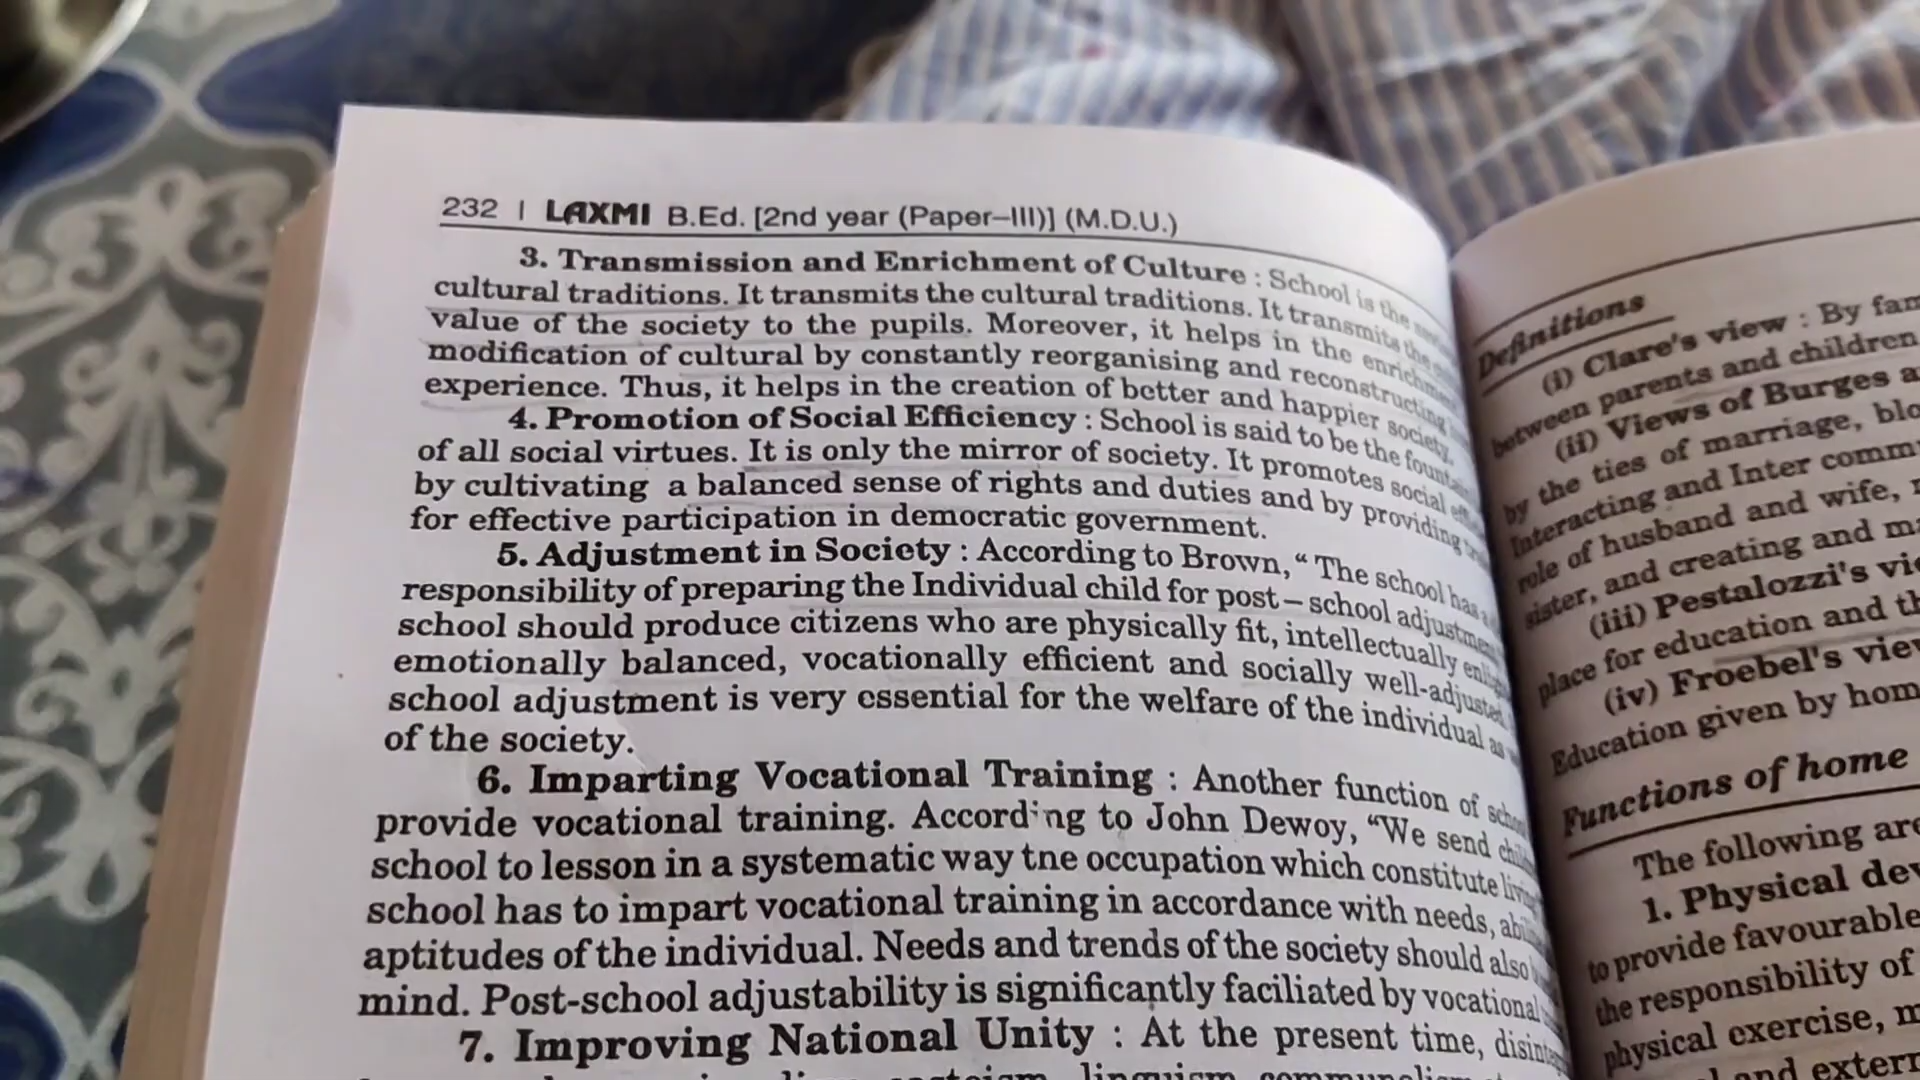 232 | LAXMI B.Ed. [2nd year (Paper–III)] (M.D.U.)
3. Transmission and Enrichment of Culture : School is the
cultural traditions. It transmits the cultural traditions. It transmits the
value of the society to the pupils. Moreover, it helps in the
modification of cultural by constantly reorganising and reconstructing
experience. Thus, it helps in the creation of better and happier society.
4. Promotion of Social Efficiency : School is said to be the
of all social virtues. It is only the mirror of society. It promotes social
by cultivating a balanced sense of rights and duties and by providing
for effective participation in democratic government.
5. Adjustment in Society : According to Brown, “ The school has a
responsibility of preparing the Individual child for post – school adjustment
school should produce citizens who are physically fit, intellectually
emotionally balanced, vocationally efficient and socially well-adjusted
school adjustment is very essential for the welfare of the individual as
of the society.
6. Imparting Vocational Training : Another function of
provide vocational training. According to John Dewoy, “We send
school to lesson in a systematic way tne occupation which constitute
school has to impart vocational training in accordance with needs,
aptitudes of the individual. Needs and trends of the society should also
mind. Post-school adjustability is significantly faciliated by vocational
7. Improving National Unity : At the present time,
linguism
Definitions
(i) Clare's view : By
between parents and children
(ii) Views of Burges
by the ties of marriage,
Interacting and Inter
role of husband and wife,
sister, and creating and
(iii) Pestalozzi's
place for education and
(iv) Froebel's
Education given by
Functions of home
The following are
1. Physical
to provide favourable
the responsibility of
physical exercise,
and